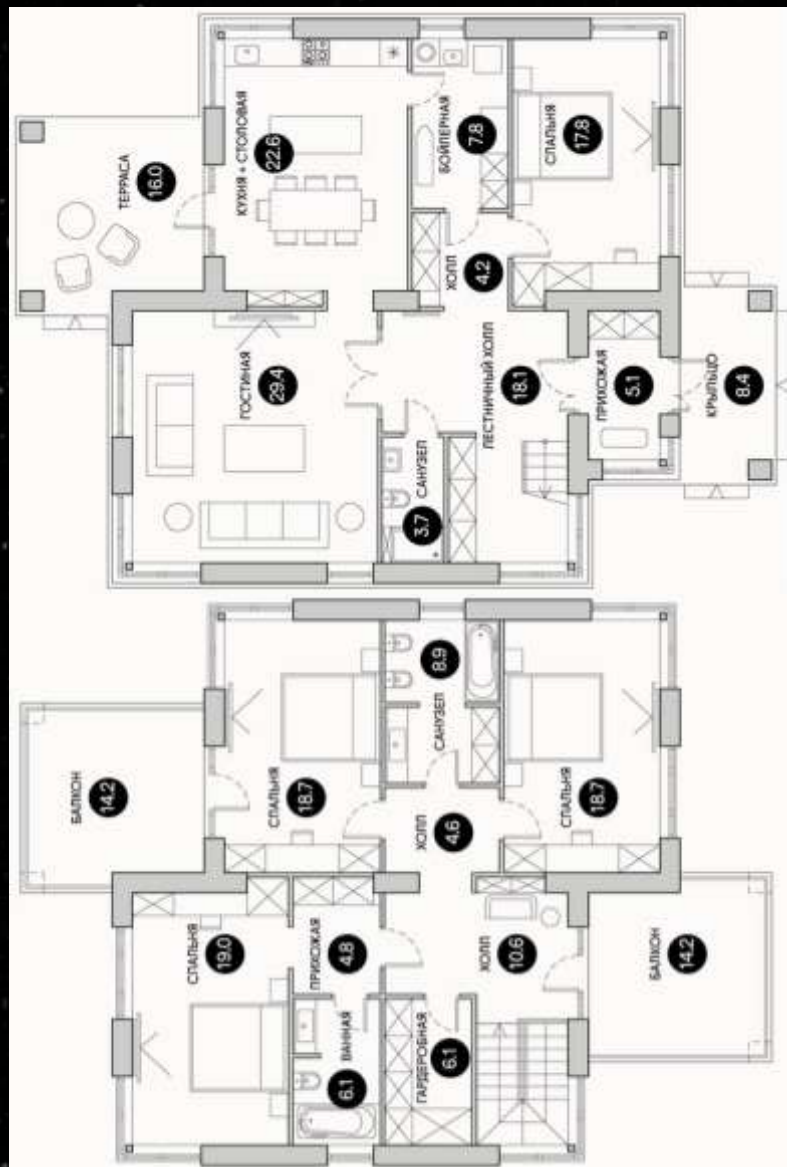 БАЛКОН
14.2
СПАЛЬНЯ
19.0
СПАЛЬНЯ
18.7
ПРИХОЖАЯ
4.8
ВАННАЯ
6.1
ГАРДЕРОБНАЯ
6.1
ХОЛЛ
4.6
САНУЗЕЛ
8.9
ХОЛЛ
10.6
СПАЛЬНЯ
18.7
БАЛКОН
14.2
ТЕРРАСА
16.0
КУХНЯ + СТОЛОВАЯ
22.6
ГОСТИНАЯ
29.4
САНУЗЕЛ
3.7
БОЙЛЕРНАЯ
7.8
ХОЛЛ
4.2
ЛЕСТНИЧНЫЙ ХОЛЛ
18.1
СПАЛЬНЯ
17.8
ПРИХОЖАЯ
5.1
КРЫЛЬЦО
8.4